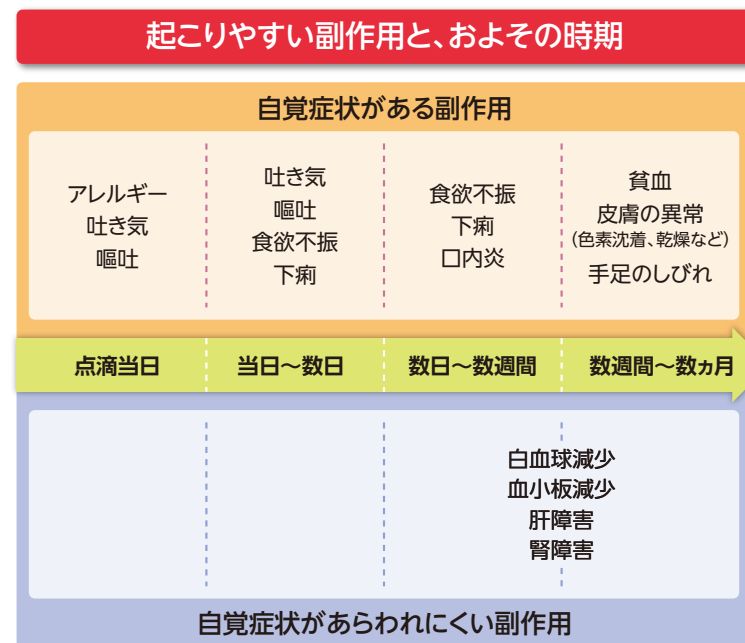 起こりやすい副作用と、およその時期
自覚症状がある副作用
アレルギー
吐き気
嘔吐
吐き気
嘔吐
食欲不振
下痢
食欲不振
下痢
口内炎
貧血
皮膚の異常
(色素沈着、乾燥など)
手足のしびれ
点滴当日
当日～数日
数日～数週間
数週間～数ヵ月
白血球減少
血小板減少
肝障害
腎障害
自覚症状があらわれにくい副作用